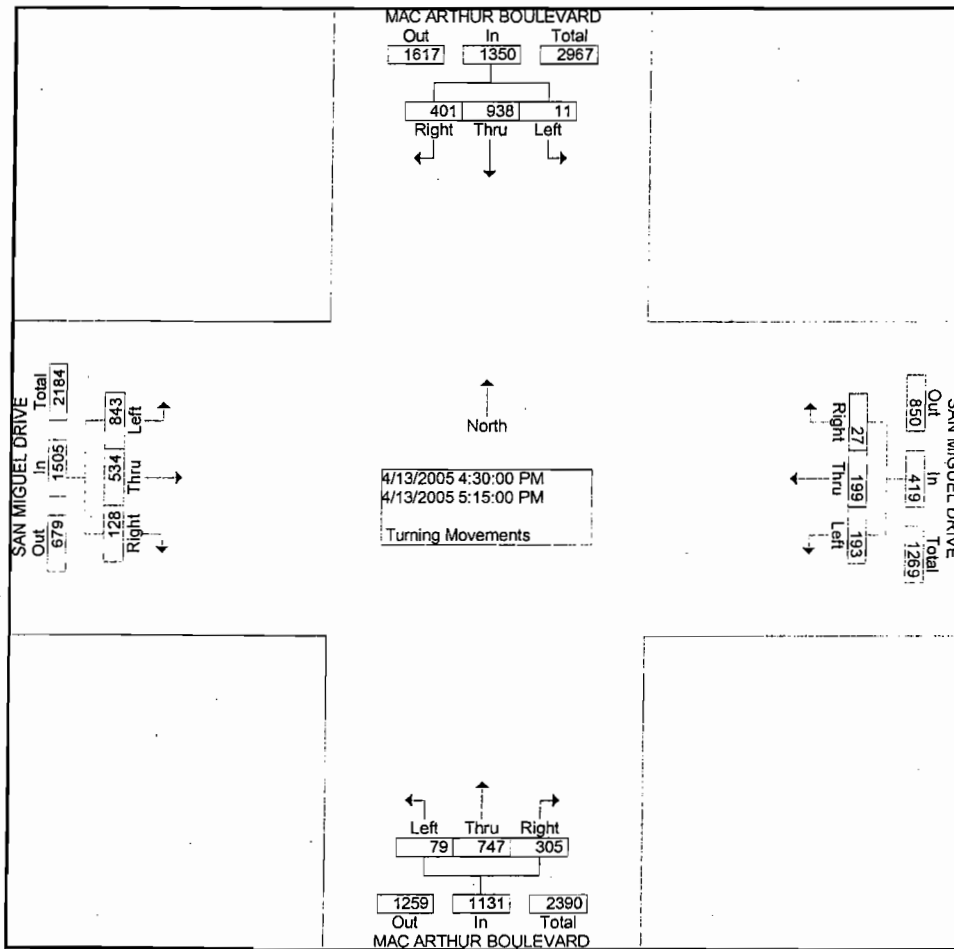 MAC ARTHUR BOULEVARD
Out In Total
1617 1350 2967
401 938 11
Right Thru Left
SAN MIGUEL DRIVE
Out In Total
679 1505 2184
843 534 128
Left Thru Right
North
4/13/2005 4:30:00 PM
4/13/2005 5:15:00 PM
Turning Movements
Right Thru Left
27 199 193
850 419 1269
Out In Total
SAN MIGUEL DRIVE
Left Thru Right
79 747 305
1259 1131 2390
Out In Total
MAC ARTHUR BOULEVARD